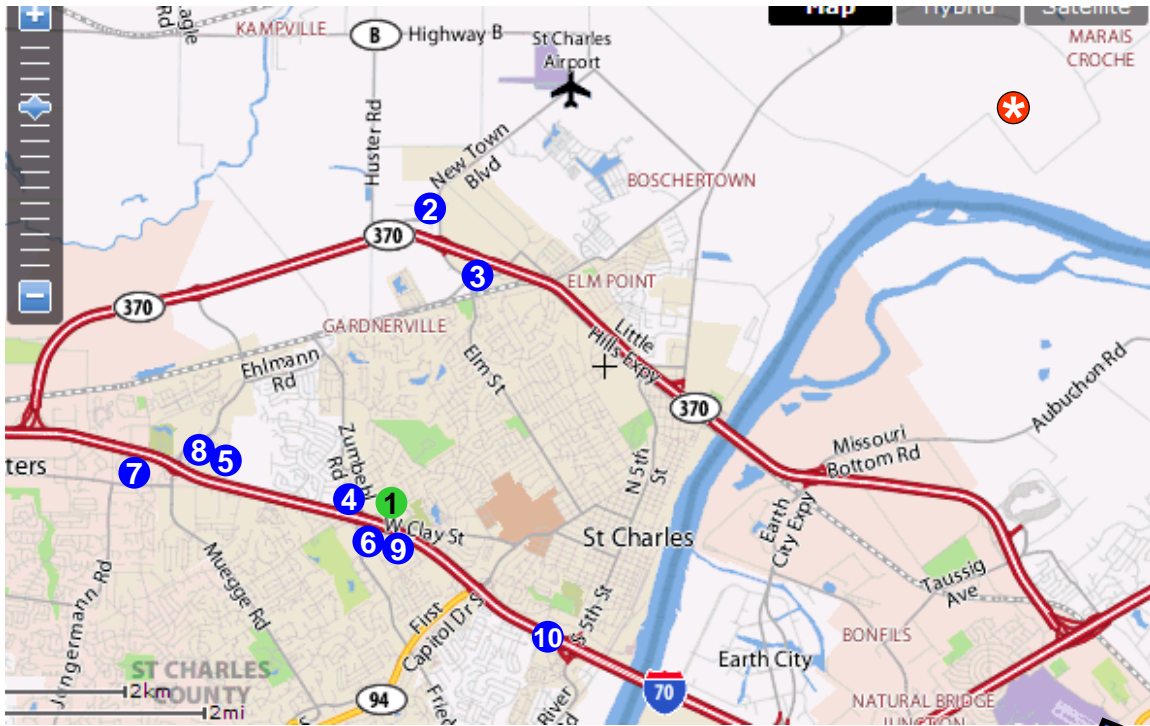 Map
Hybrid
Satellite
KAMPVILLE
B
Highway B
St Charles
Airport
MARAIS
CROCHE
*
Huster Rd
New Town
Blvd
BOSCHERTOWN
2
370
3
ELM POINT
370
GARDNERVILLE
Little
Hills Expy
Ehlmann
Rd
Elm St
370
Aubuchon Rd
Missouri
Bottom Rd
8
5
7
ters
Zumbehl
Rd
4
1
W Clay St
6
9
N 5th
St
St Charles
Earth
City Expy
Taussig
Ave
Muegge Rd
Jungermann Rd
First
Capitol Dr
S 5th St
10
BONFILS
Earth City
ST CHARLES
COUNTY
2km
2mi
94
River
70
NATURAL BRIDGE
JUNCTION